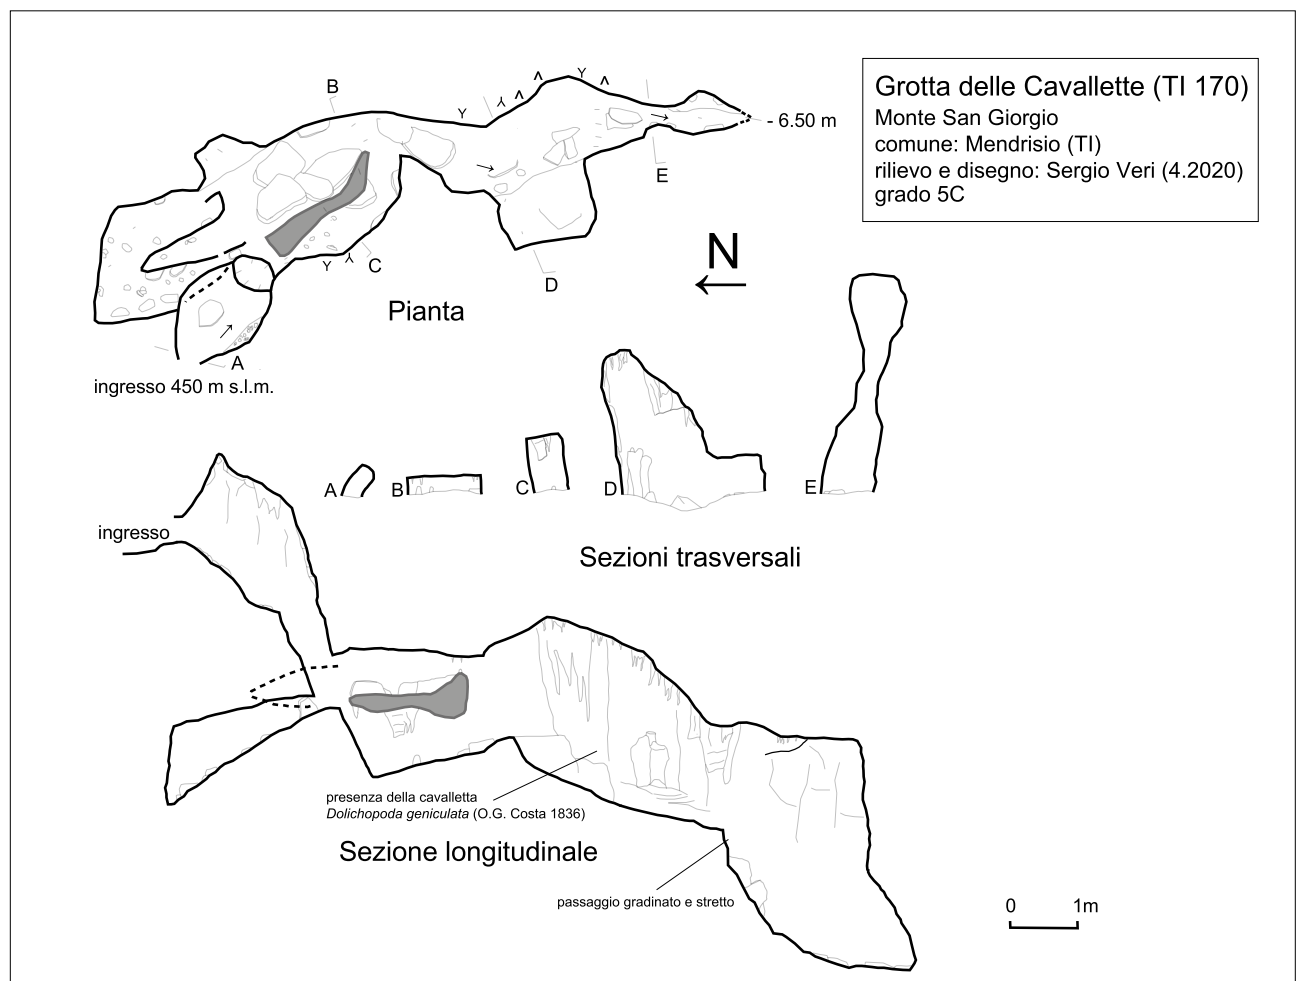 Grotta delle Cavallette (TI 170)
Monte San Giorgio
comune: Mendrisio (TI)
rilievo e disegno: Sergio Veri (4.2020)
grado 5C
B
- 6.50 m
E
C
D
N
Pianta
A
ingresso 450 m s.l.m.
A
B
C
D
E
ingresso
Sezioni trasversali
presenza della cavalletta
Dolichopoda geniculata (O.G. Costa 1836)
Sezione longitudinale
passaggio gradinato e stretto
0 1m